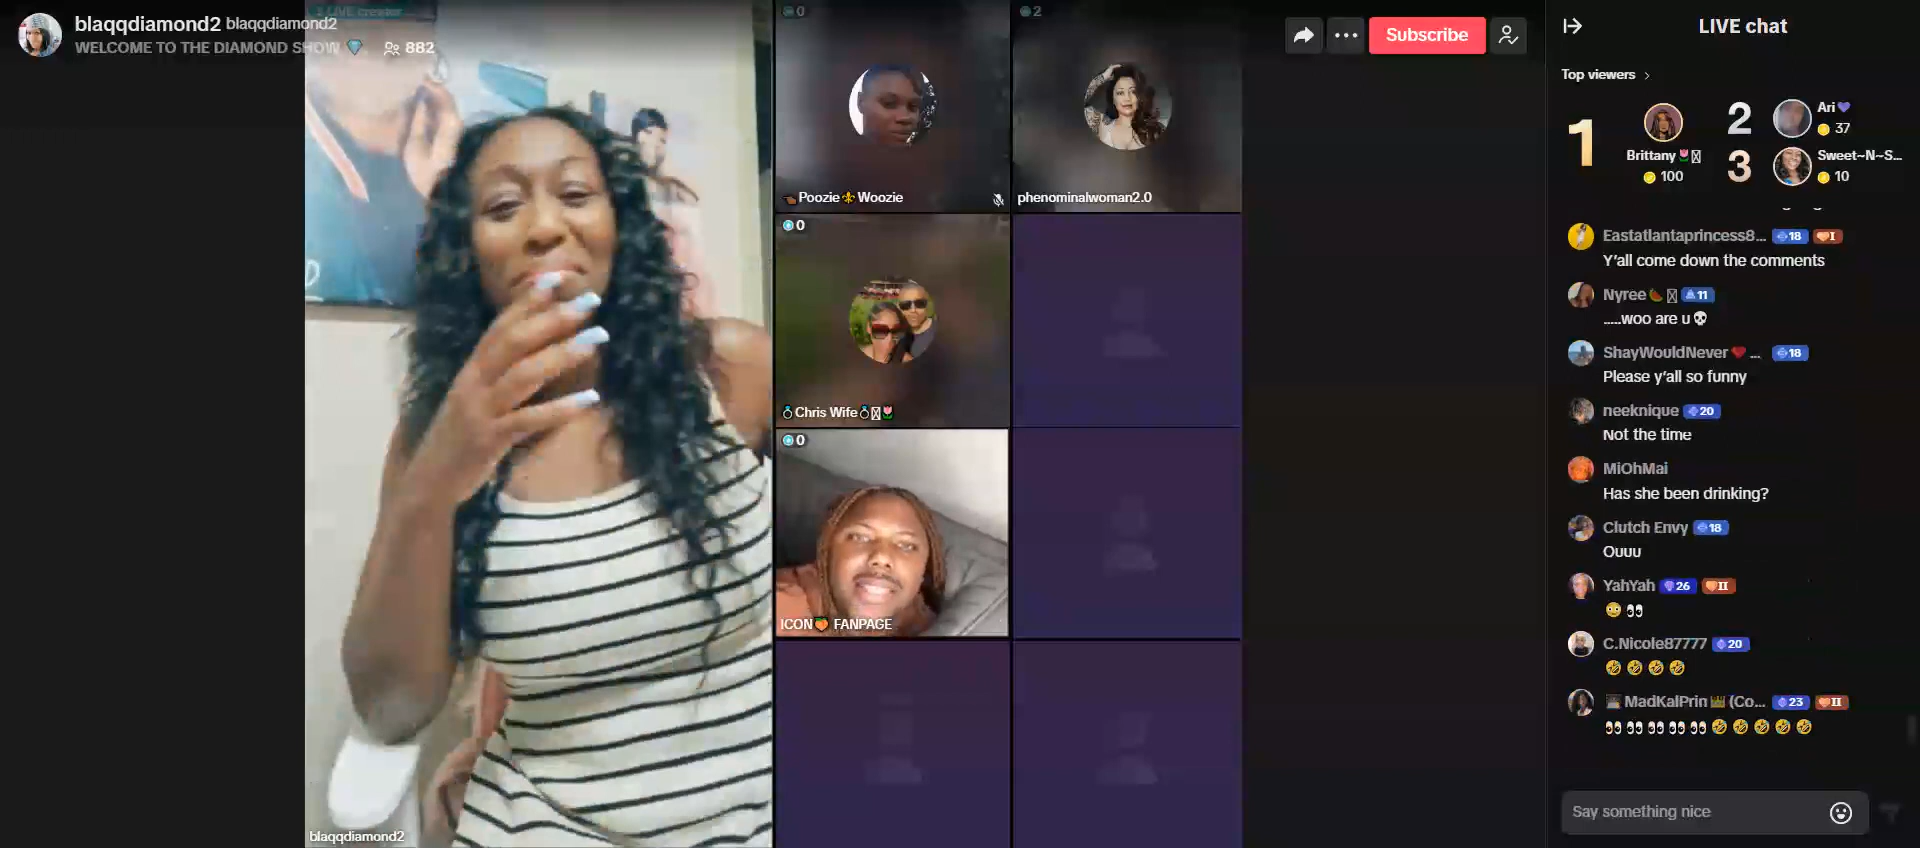 blaqqdiamond2 blaqqdiamond2
WELCOME TO THE DIAMOND SHOW 💎 882
LIVE creator
0
2
Subscribe
Poozie⚜️Woozie
phenominalwoman2.0
0
💍Chris Wife💍🌷
0
ICON🍑 FANPAGE
blaqqdiamond2
LIVE chat
Top viewers >
1
Brittany🌷
100
2
Ari💜
37
3
Sweet~N~S...
10
Eastatlantaprincess8... 18 I
Y'all come down the comments
Nyree🍉 11
.....woo are u💀
ShayWouldNever❤️ ... 18
Please y'all so funny
neeknique 20
Not the time
MiOhMai
Has she been drinking?
Clutch Envy 18
Ouuu
YahYah 26 II
😳👀
C.Nicole87777 20
🤣🤣🤣🤣
MadKalPrin👑(Co... 23 II
👀👀👀👀👀🤣🤣🤣🤣🤣
Say something nice